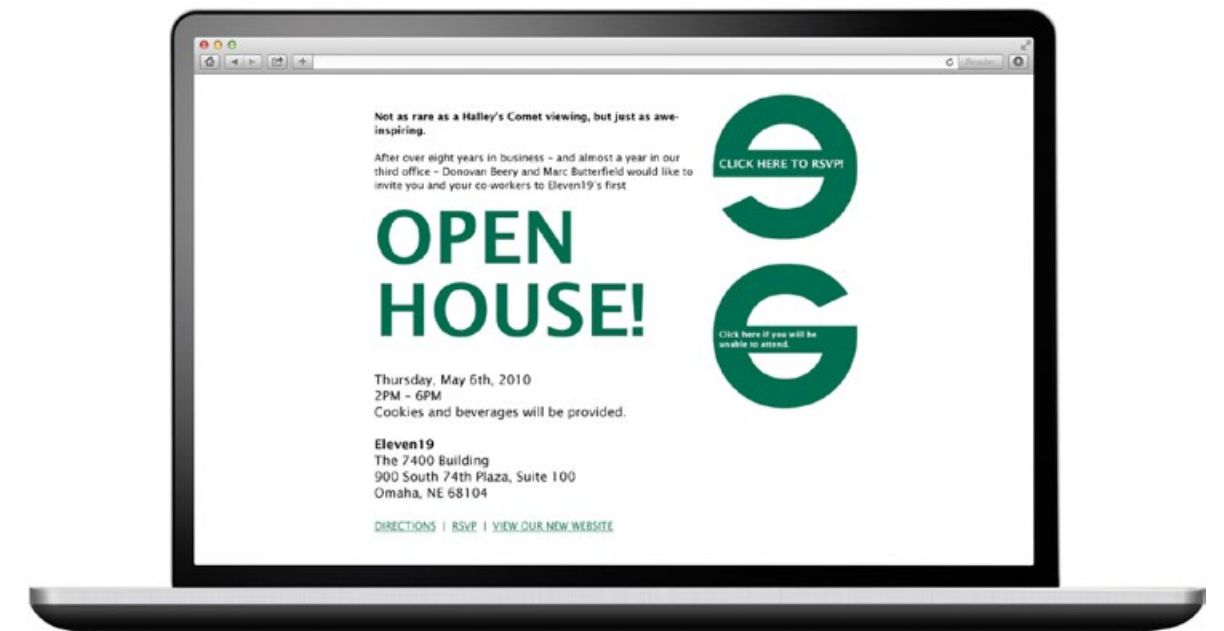 Not as rare as a Halley's Comet viewing, but just as awe-
inspiring.
After over eight years in business – and almost a year in our
third office – Donovan Beery and Marc Butterfield would like to
invite you and your co-workers to Eleven19's first
OPEN
HOUSE!
Thursday, May 6th, 2010
2PM – 6PM
Cookies and beverages will be provided.
Eleven19
The 7400 Building
900 South 74th Plaza, Suite 100
Omaha, NE 68104
DIRECTIONS | RSVP | VIEW OUR NEW WEBSITE
CLICK HERE TO RSVP!
Click here if you will be
unable to attend.
Reader